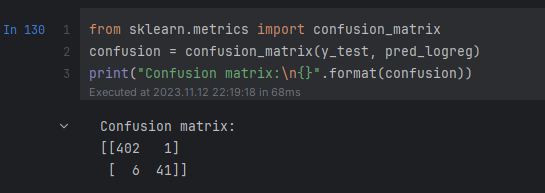 In 130
1 from sklearn.metrics import confusion_matrix
2 confusion = confusion_matrix(y_test, pred_logreg)
3 print("Confusion matrix:\n{}".format(confusion))
Executed at 2023.11.12 22:19:18 in 68ms
Confusion matrix:
[[402   1]
 [  6  41]]